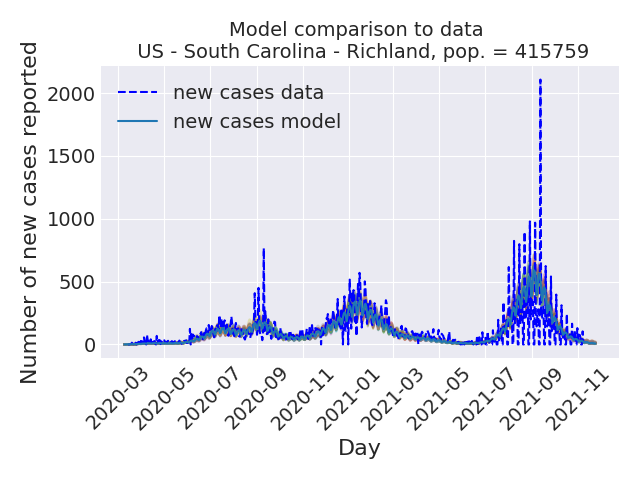 Model comparison to data
US - South Carolina - Richland, pop. = 415759
Number of new cases reported
2000
1500
1000
500
0
new cases data
new cases model
2020-03
2020-05
2020-07
2020-09
2020-11
2021-01
2021-03
2021-05
2021-07
2021-09
2021-11
Day